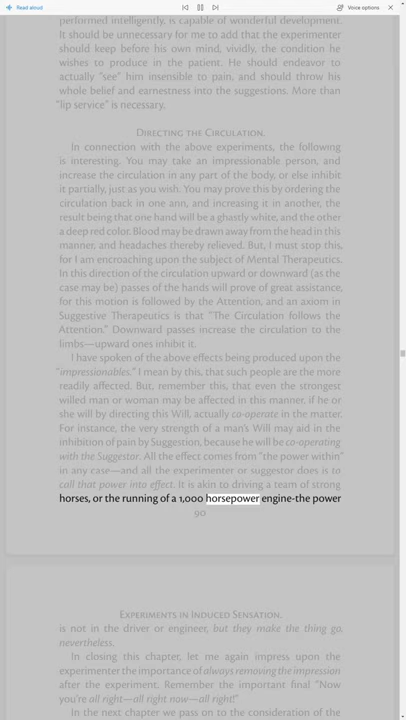 Read aloud
Voice options
performed intelligently, is capable of wonderful development.
It should be unnecessary for me to add that the experimenter
should keep before his own mind, vividly, the condition he
wishes to produce in the patient. He should endeavor to
actually "see" him insensible to pain, and should throw his
whole belief and earnestness into the suggestions. More than
"lip service" is necessary.
Directing the Circulation.
In connection with the above experiments, the following
is interesting. You may take an impressionable person, and
increase the circulation in any part of the body, or else inhibit
it partially, just as you wish. You may prove this by ordering the
circulation back in one arm, and increasing it in another, the
result being that one hand will be a ghastly white, and the other
a deep red color. Blood may be drawn away from the head in this
manner, and headaches thereby relieved. But, I must stop this,
for I am encroaching upon the subject of Mental Therapeutics.
In this direction of the circulation upward or downward (as the
case may be) passes of the hands will prove of great assistance,
for this motion is followed by the Attention, and an axiom in
Suggestive Therapeutics is that "The Circulation follows the
Attention." Downward passes increase the circulation to the
limbs—upward ones inhibit it.
I have spoken of the above effects being produced upon the
"impressionables." I mean by this, that such people are the more
readily affected. But, remember this, that even the strongest
willed man or woman may be affected in this manner, if he or
she will by directing this Will, actually co-operate in the matter.
For instance, the very strength of a man's Will may aid in the
inhibition of pain by Suggestion, because he will be co-operating
with the Suggestor. All the effect comes from "the power within"
in any case—and all the experimenter or suggestor does is to
call that power into effect. It is akin to driving a team of strong
horses, or the running of a 1,000 horsepower engine-the power
90
Experiments in Induced Sensation.
is not in the driver or engineer, but they make the thing go,
nevertheless.
In closing this chapter, let me again impress upon the
experimenter the importance of always removing the impression
after the experiment. Remember the important final "Now
you're all right—all right now—all right!"
In the next chapter we pass on to the consideration of the